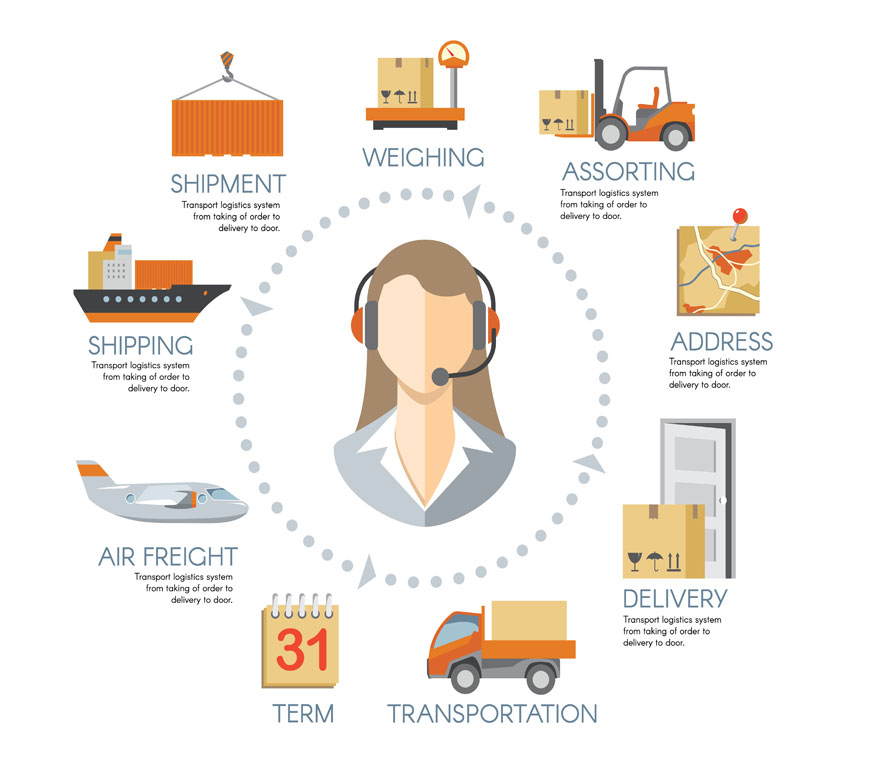 WEIGHING
ASSORTING
Transport logistics system
from taking of order to
delivery to door.
SHIPMENT
Transport logistics system
from taking of order to
delivery to door.
ADDRESS
Transport logistics system
from taking of order to
delivery to door.
SHIPPING
Transport logistics system
from taking of order to
delivery to door.
AIR FREIGHT
Transport logistics system
from taking of order to
delivery to door.
DELIVERY
Transport logistics system
from taking of order to
delivery to door.
31
TERM
TRANSPORTATION